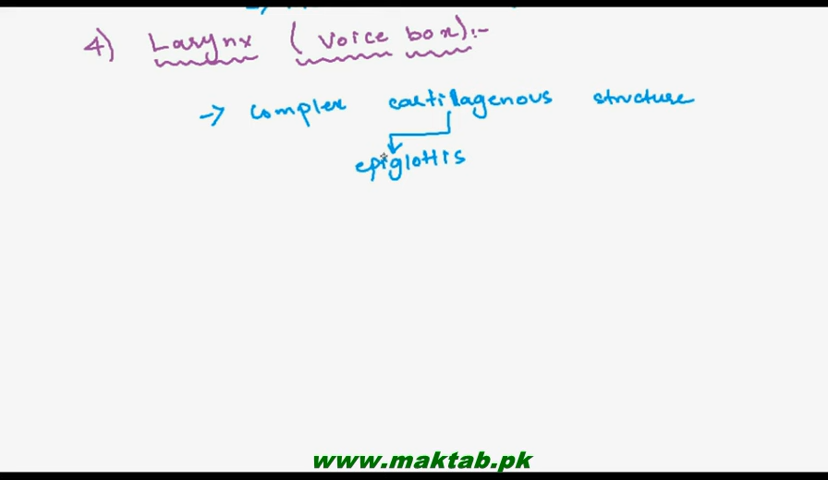 4) Larynx ( voice box):-
→ complex cartilagenous structure
epiglottis
www.maktab.pk